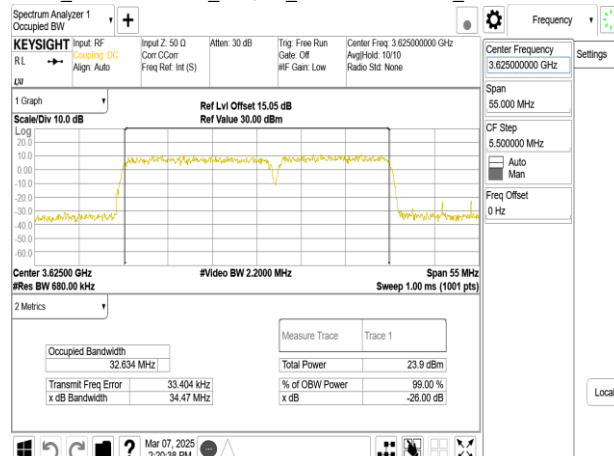 Spectrum Analyzer 1
Occupied BW
Frequency
KEYSIGHT
RL
LXI
Input: RF
Coupling: DC
Align: Auto
Input Z: 50 Ω
Corr CCorr
Freq Ref: Int (S)
Atten: 30 dB
Trig: Free Run
Gate: Off
#IF Gain: Low
Center Freq: 3.625000000 GHz
Avg|Hold: 10/10
Radio Std: None
Center Frequency
3.625000000 GHz
Settings
Span
55.000 MHz
CF Step
5.500000 MHz
Auto
Man
Freq Offset
0 Hz
Local
1 Graph
Scale/Div 10.0 dB
Ref Lvl Offset 15.05 dB
Ref Value 30.00 dBm
Log
20.0
10.0
0.00
-10.0
-20.0
-30.0
-40.0
-50.0
-60.0
Center 3.62500 GHz
#Video BW 2.2000 MHz
Span 55 MHz
#Res BW 680.00 kHz
Sweep 1.00 ms (1001 pts)
2 Metrics
Measure Trace
Trace 1
Occupied Bandwidth
32.634 MHz
Total Power
23.9 dBm
Transmit Freq Error
33.404 kHz
% of OBW Power
99.00 %
x dB Bandwidth
34.47 MHz
x dB
-26.00 dB
?
Mar 07, 2025
2:20:38 PM